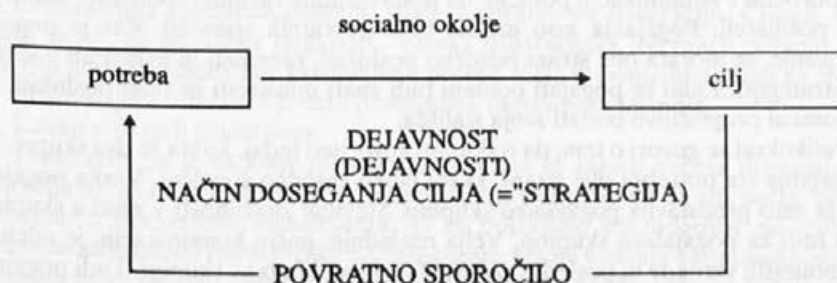 socialno okolje
potreba
cilj
DEJAVNOST
(DEJAVNOSTI)
NAČIN DOSEGANJA CILJA (="STRATEGIJA)
POVRATNO SPOROČILO